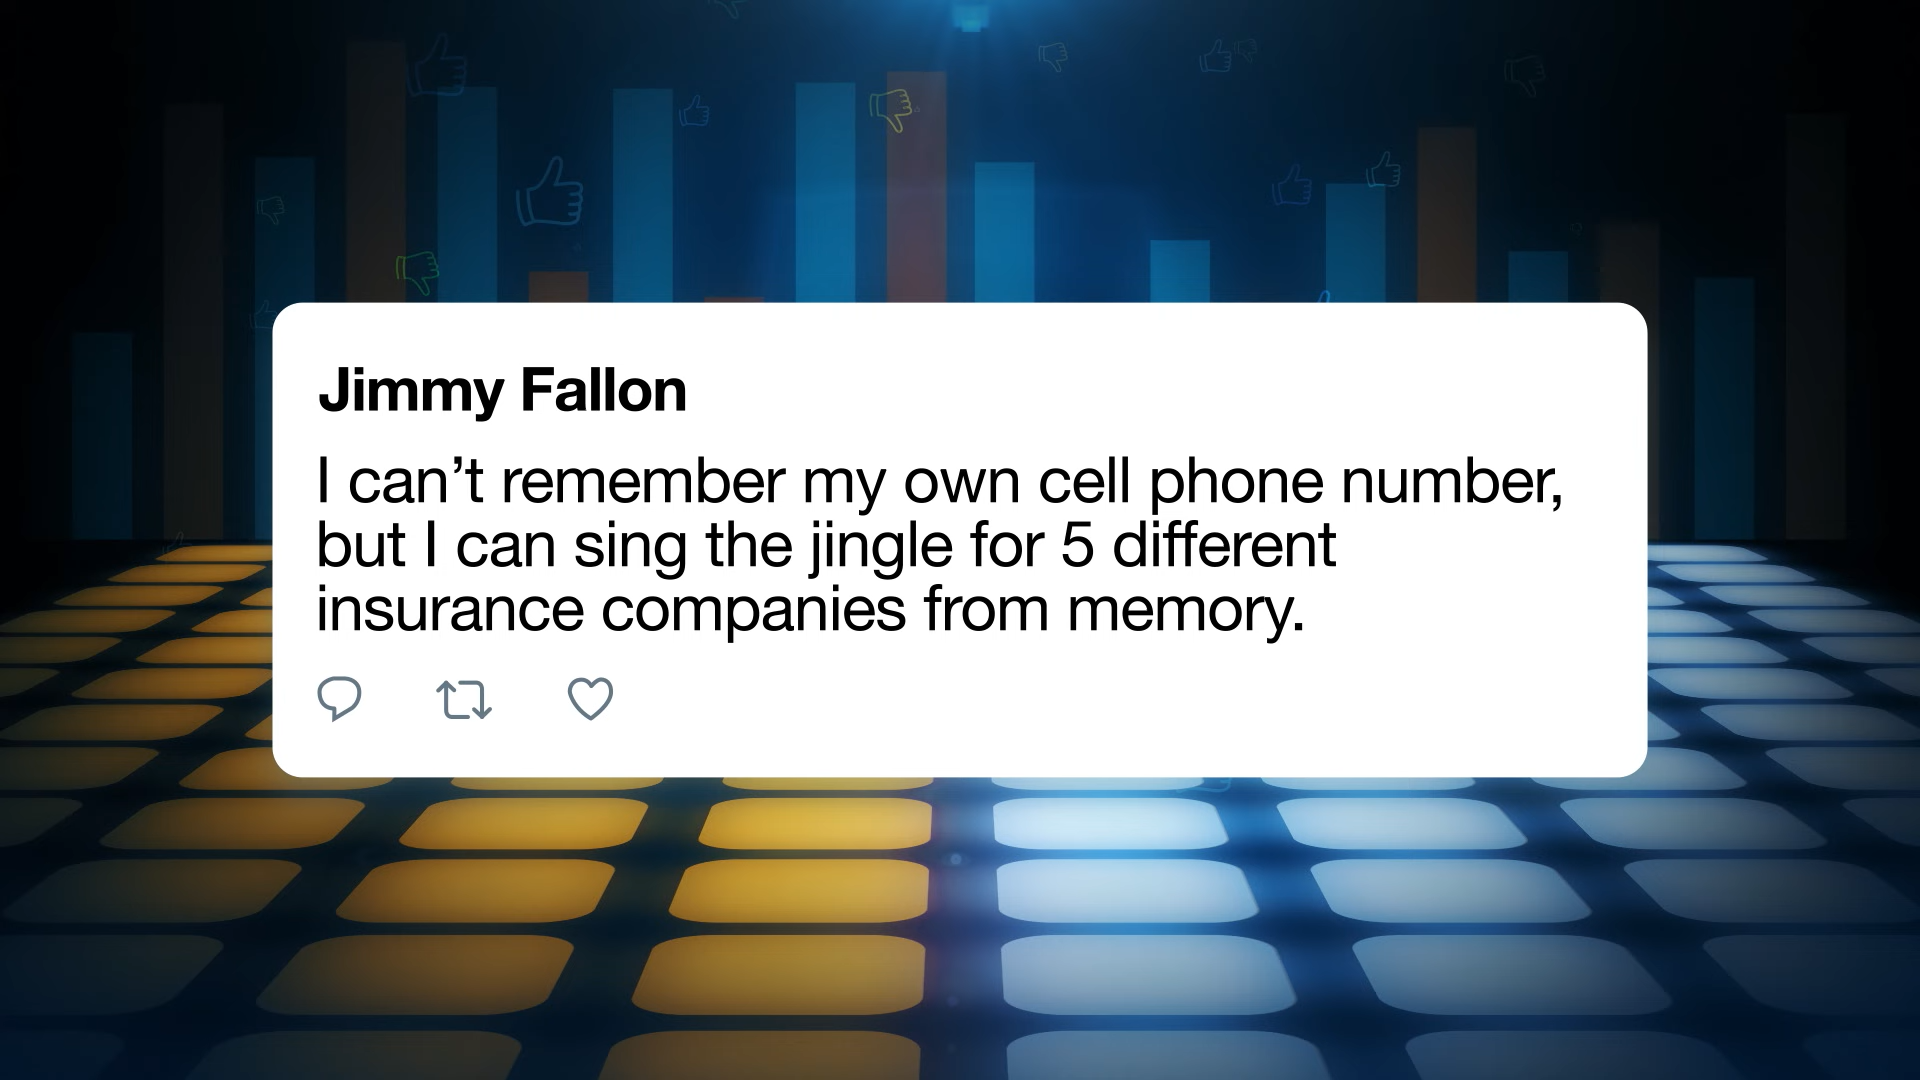 Jimmy Fallon
I can’t remember my own cell phone number,
but I can sing the jingle for 5 different
insurance companies from memory.